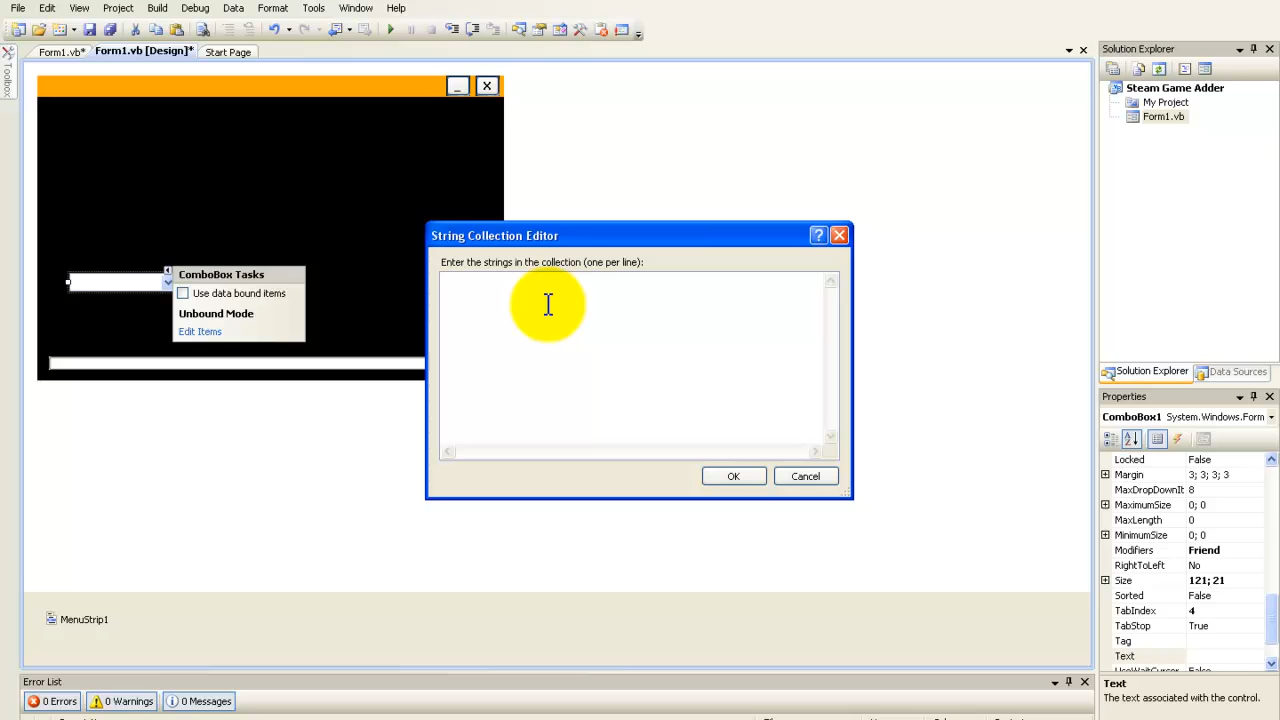 File Edit View Project Build Debug Data Format Tools Window Help
Form1.vb* Form1.vb [Design]* Start Page
Toolbox
_ X
ComboBox Tasks
Use data bound items
Unbound Mode
Edit Items
String Collection Editor
Enter the strings in the collection (one per line):
OK Cancel
MenuStrip1
Error List
0 Errors 0 Warnings 0 Messages
Solution Explorer
Steam Game Adder
My Project
Form1.vb
Solution Explorer Data Sources
Properties
ComboBox1 System.Windows.Form
Locked False
Margin 3; 3; 3; 3
MaxDropDownIt 8
MaximumSize 0; 0
MaxLength 0
MinimumSize 0; 0
Modifiers Friend
RightToLeft No
Size 121; 21
Sorted False
TabIndex 4
TabStop True
Tag
Text
UseWaitCursor False
Text
The text associated with the control.